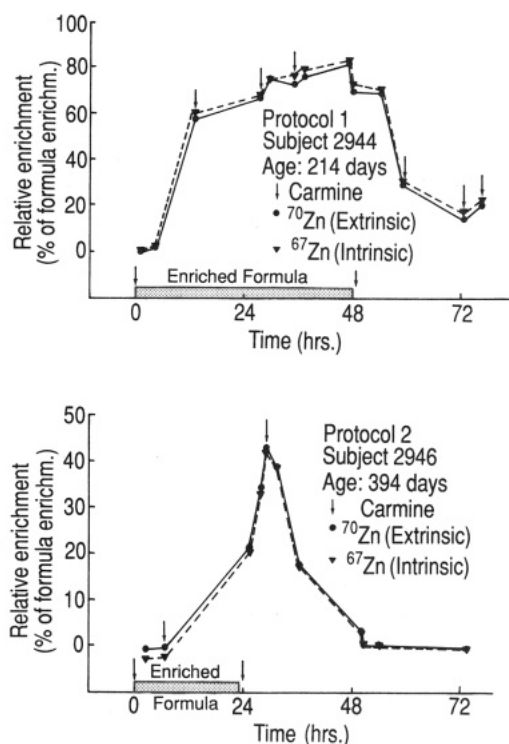 Relative enrichment
(% of formula enrichm.)
100
80
60
40
20
0
Protocol 1
Subject 2944
Age: 214 days
Carmine
70Zn (Extrinsic)
67Zn (Intrinsic)
Enriched Formula
0 24 48 72
Time (hrs.)
Relative enrichment
(% of formula enrichm.)
50
40
30
20
10
0
Protocol 2
Subject 2946
Age: 394 days
Carmine
70Zn (Extrinsic)
67Zn (Intrinsic)
Enriched
Formula
0 24 48 72
Time (hrs.)